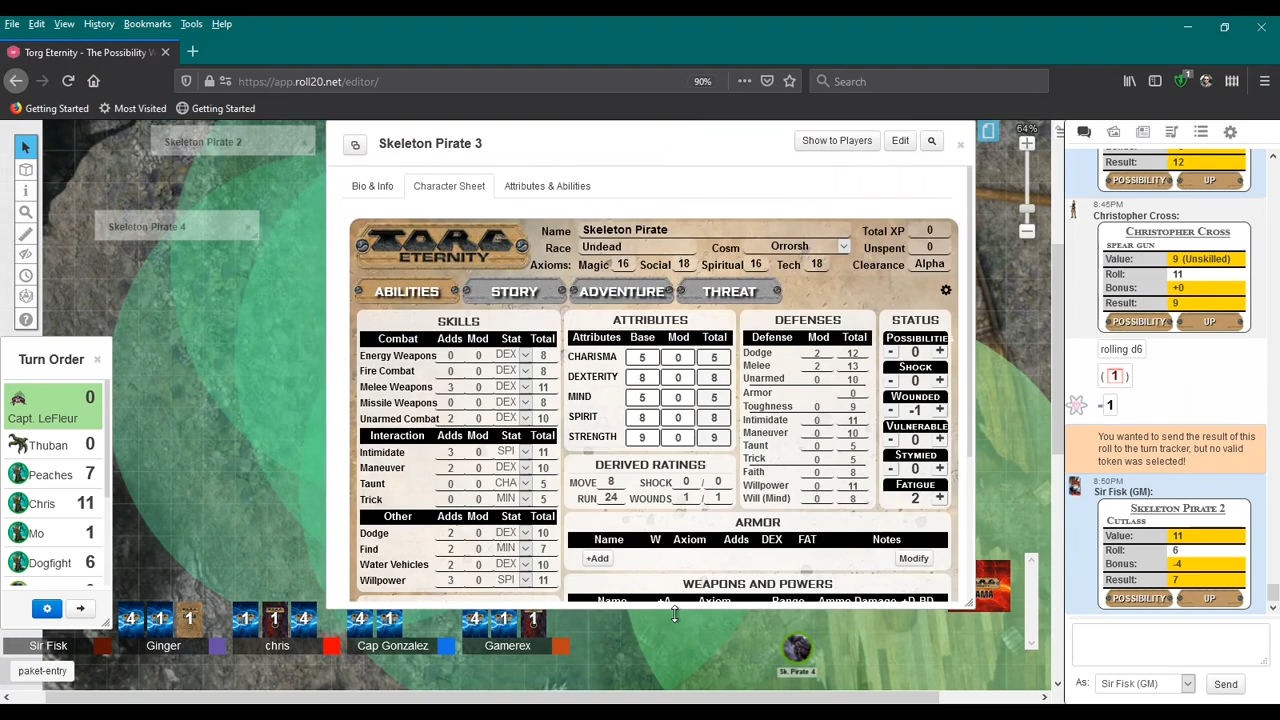 File Edit View History Bookmarks Tools Help
Torg Eternity - The Possibility W
https://app.roll20.net/editor/ 90% Search
Getting Started Most Visited Getting Started
Skeleton Pirate 2
Skeleton Pirate 4
Skeleton Pirate 3 Show to Players Edit
Bio & Info Character Sheet Attributes & Abilities
64%
TORG ETERNITY
Name Skeleton Pirate Total XP 0
Race Undead Cosm Orrorsh Unspent 0
Axioms: Magic 16 Social 18 Spiritual 16 Tech 18 Clearance Alpha
ABILITIES STORY ADVENTURE THREAT
SKILLS
Combat Adds Mod Stat Total
Energy Weapons 0 0 DEX 8
Fire Combat 0 0 DEX 8
Melee Weapons 3 0 DEX 11
Missile Weapons 0 0 DEX 8
Unarmed Combat 2 0 DEX 10
Interaction Adds Mod Stat Total
Intimidate 3 0 SPI 11
Maneuver 2 0 DEX 10
Taunt 0 0 CHA 5
Trick 0 0 MIN 5
Other Adds Mod Stat Total
Dodge 2 0 DEX 10
Find 2 0 MIN 7
Water Vehicles 2 0 DEX 10
Willpower 3 0 SPI 11
ATTRIBUTES
Attributes Base Mod Total
CHARISMA 5 0 5
DEXTERITY 8 0 8
MIND 5 0 5
SPIRIT 8 0 8
STRENGTH 9 0 9
DERIVED RATINGS
MOVE 8 SHOCK 0 / 0
RUN 24 WOUNDS 1 / 1
DEFENSES
Defense Mod Total
Dodge 2 12
Melee 2 13
Unarmed 0 10
Armor 0
Toughness 0 9
Intimidate 0 11
Maneuver 0 10
Taunt 0 5
Trick 0 5
Faith 0 8
Willpower 0 11
Will (Mind) 0 8
STATUS
POSSIBILITIES
- 0 +
SHOCK
- 0 +
WOUNDED
- -1 +
VULNERABLE
- 0 +
STYMIED
- 0 +
FATIGUE
2 +
ARMOR
Name W Axiom Adds DEX FAT Notes
+Add Modify
WEAPONS AND POWERS
Turn Order
Capt. LeFleur 0
Thuban 0
Peaches 7
Chris 11
Mo 1
Dogfight 6
4 1 1 1 1 4 4 1 4 1 1
Sir Fisk Ginger chris Cap Gonzalez Gamerex
paket-entry
Sk. Pirate 4
Result: 12
POSSIBILITY UP
8:45PM
Christopher Cross:
CHRISTOPHER CROSS
SPEAR GUN
Value: 9 (Unskilled)
Roll: 11
Bonus: +0
Result: 9
POSSIBILITY UP
rolling d6
( 1 )
= 1
You wanted to send the result of this
roll to the turn tracker, but no valid
token was selected!
8:50PM
Sir Fisk (GM):
SKELETON PIRATE 2
CUTLASS
Value: 11
Roll: 6
Bonus: -4
Result: 7
POSSIBILITY UP
As: Sir Fisk (GM) Send